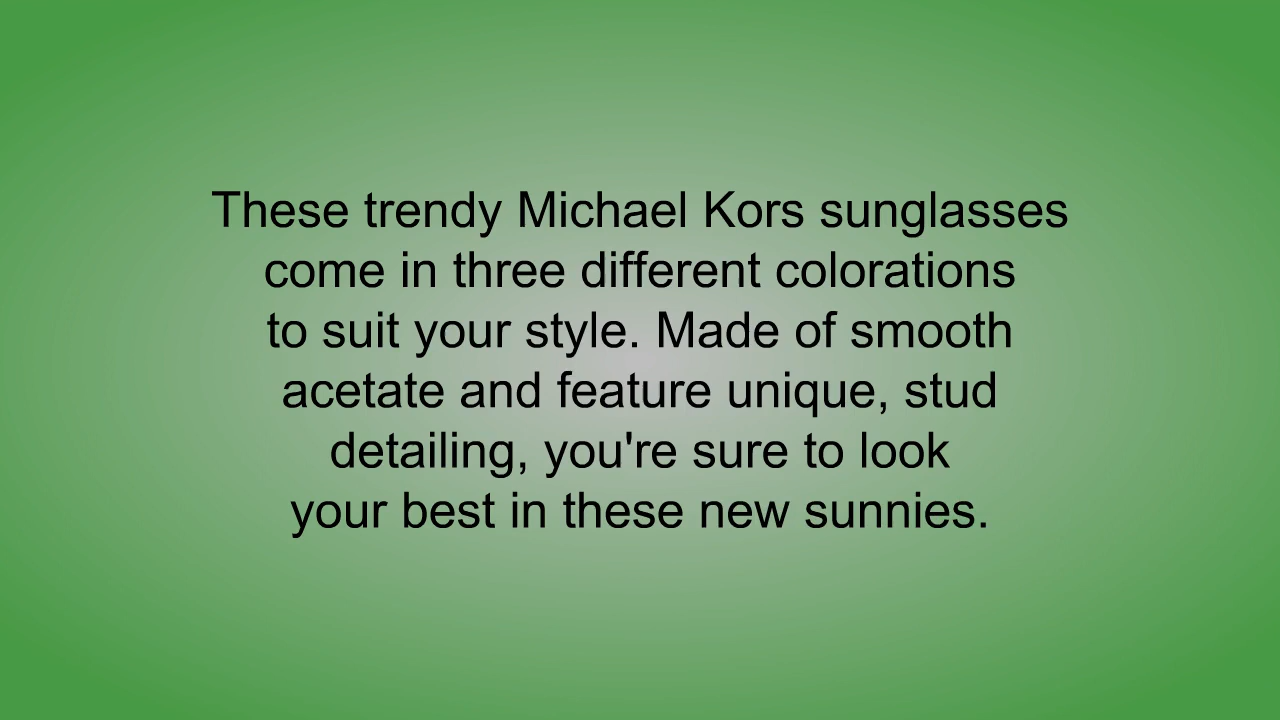 These trendy Michael Kors sunglasses
come in three different colorations
to suit your style. Made of smooth
acetate and feature unique, stud
detailing, you're sure to look
your best in these new sunnies.